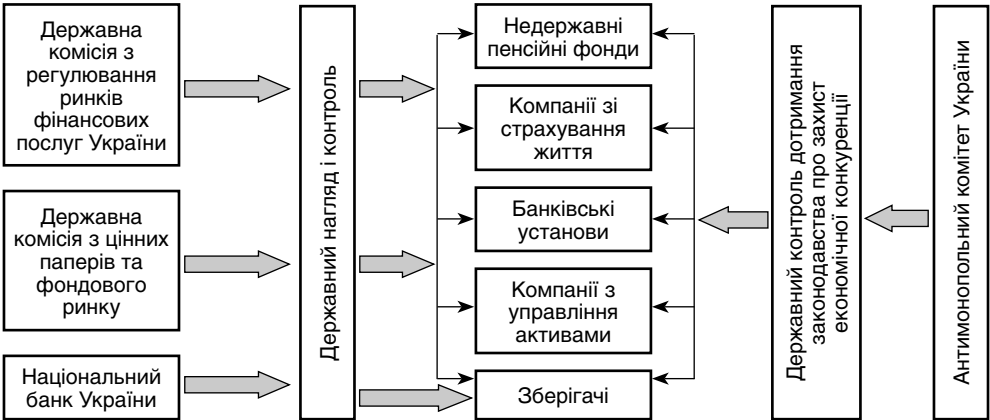 Державна
комісія з
регулювання
ринків
фінансових
послуг України
Державна
комісія з цінних
паперів та
фондового
ринку
Національний
банк України
Державний нагляд і контроль
Недержавні
пенсійні фонди
Компанії зі
страхування
життя
Банківські
установи
Компанії з
управління
активами
Зберігачі
Державний контроль дотримання
законодавства про захист
економічної конкуренції
Антимонопольний комітет України